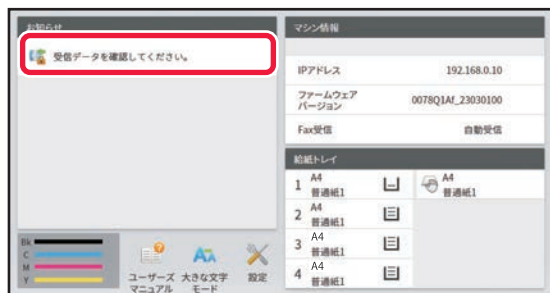 お知らせ
受信データを確認してください。
Bk
C
M
Y
ユーザーズ
マニュアル
大きな文字
モード
設定
マシン情報
IPアドレス 192.168.0.10
ファームウェア
バージョン 0078Q1Af_23030100
Fax受信 自動受信
給紙トレイ
1 A4
普通紙1
A4
普通紙1
2 A4
普通紙1
3 A4
普通紙1
4 A4
普通紙1